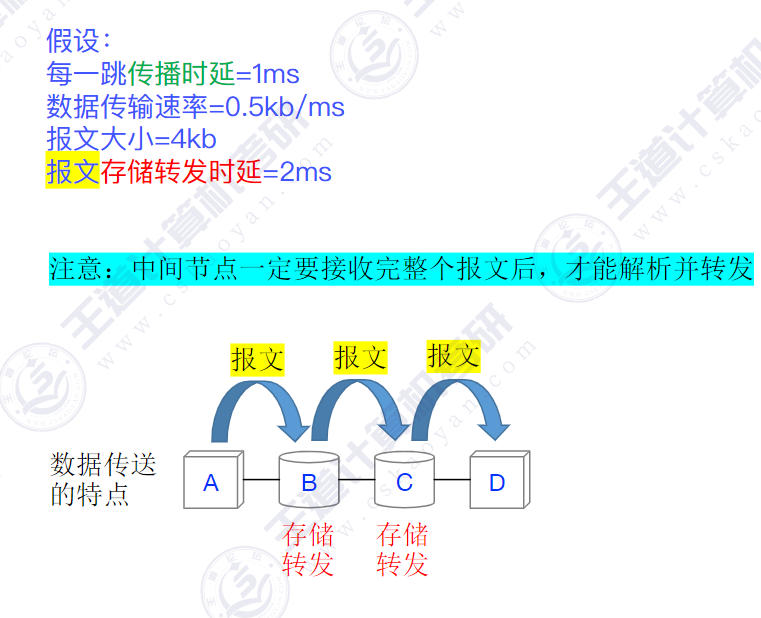 假设：
每一跳传播时延=1ms
数据传输速率=0.5kb/ms
报文大小=4kb
报文存储转发时延=2ms
注意：中间节点一定要接收完整个报文后，才能解析并转发
报文 报文 报文
数据传送
的特点
A B C D
存储 存储
转发 转发
王道计算机考研
www.cskaoyan.com